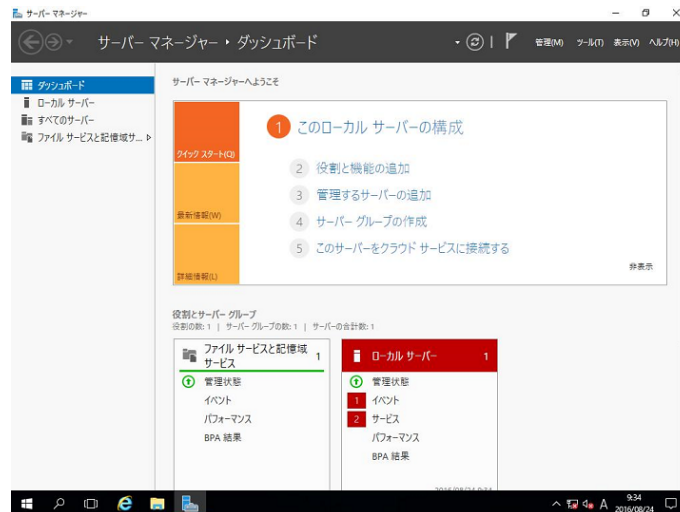 サーバー マネージャー
サーバー マネージャー ・ ダッシュボード
管理(M) ツール(T) 表示(V) ヘルプ(H)
ダッシュボード
ローカル サーバー
すべてのサーバー
ファイル サービスと記憶域サ...
サーバー マネージャーへようこそ
クイック スタート(Q)
最新情報(W)
詳細情報(L)
1 このローカル サーバーの構成
2 役割と機能の追加
3 管理するサーバーの追加
4 サーバー グループの作成
5 このサーバーをクラウド サービスに接続する
非表示
役割とサーバー グループ
役割の数: 1 | サーバー グループの数: 1 | サーバーの合計数: 1
ファイル サービスと記憶域
サービス
1
管理状態
イベント
パフォーマンス
BPA 結果
ローカル サーバー 1
管理状態
1 イベント
2 サービス
パフォーマンス
BPA 結果
2016/08/24 9:34
A
9:34
2016/08/24